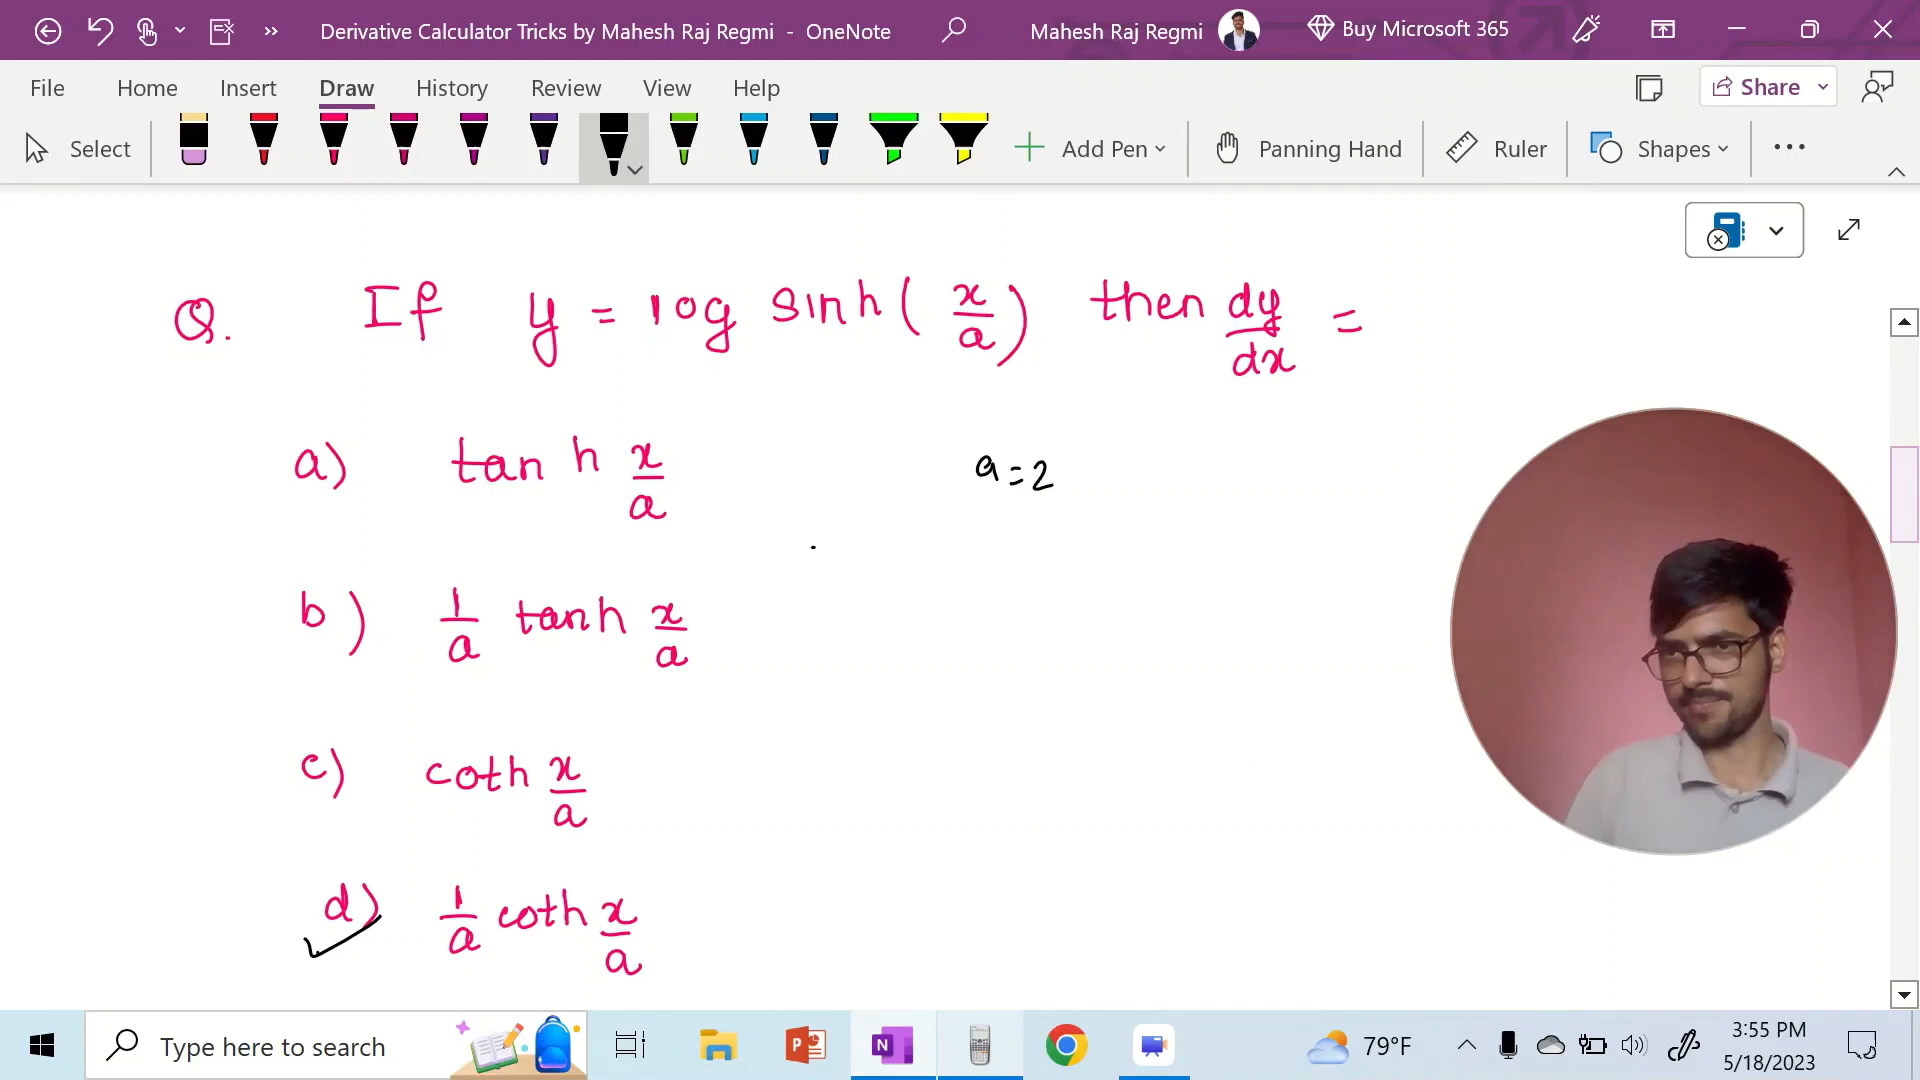 Derivative Calculator Tricks by Mahesh Raj Regmi - OneNote
Mahesh Raj Regmi
Buy Microsoft 365
File Home Insert Draw History Review View Help
Share
Select
Add Pen
Panning Hand
Ruler
Shapes
Q. If y = log sinh(x/a) then dy/dx =
a) tanh x/a
a = 2
b) 1/a tanh x/a
c) coth x/a
d) 1/a coth x/a
Type here to search
79°F
3:55 PM
5/18/2023